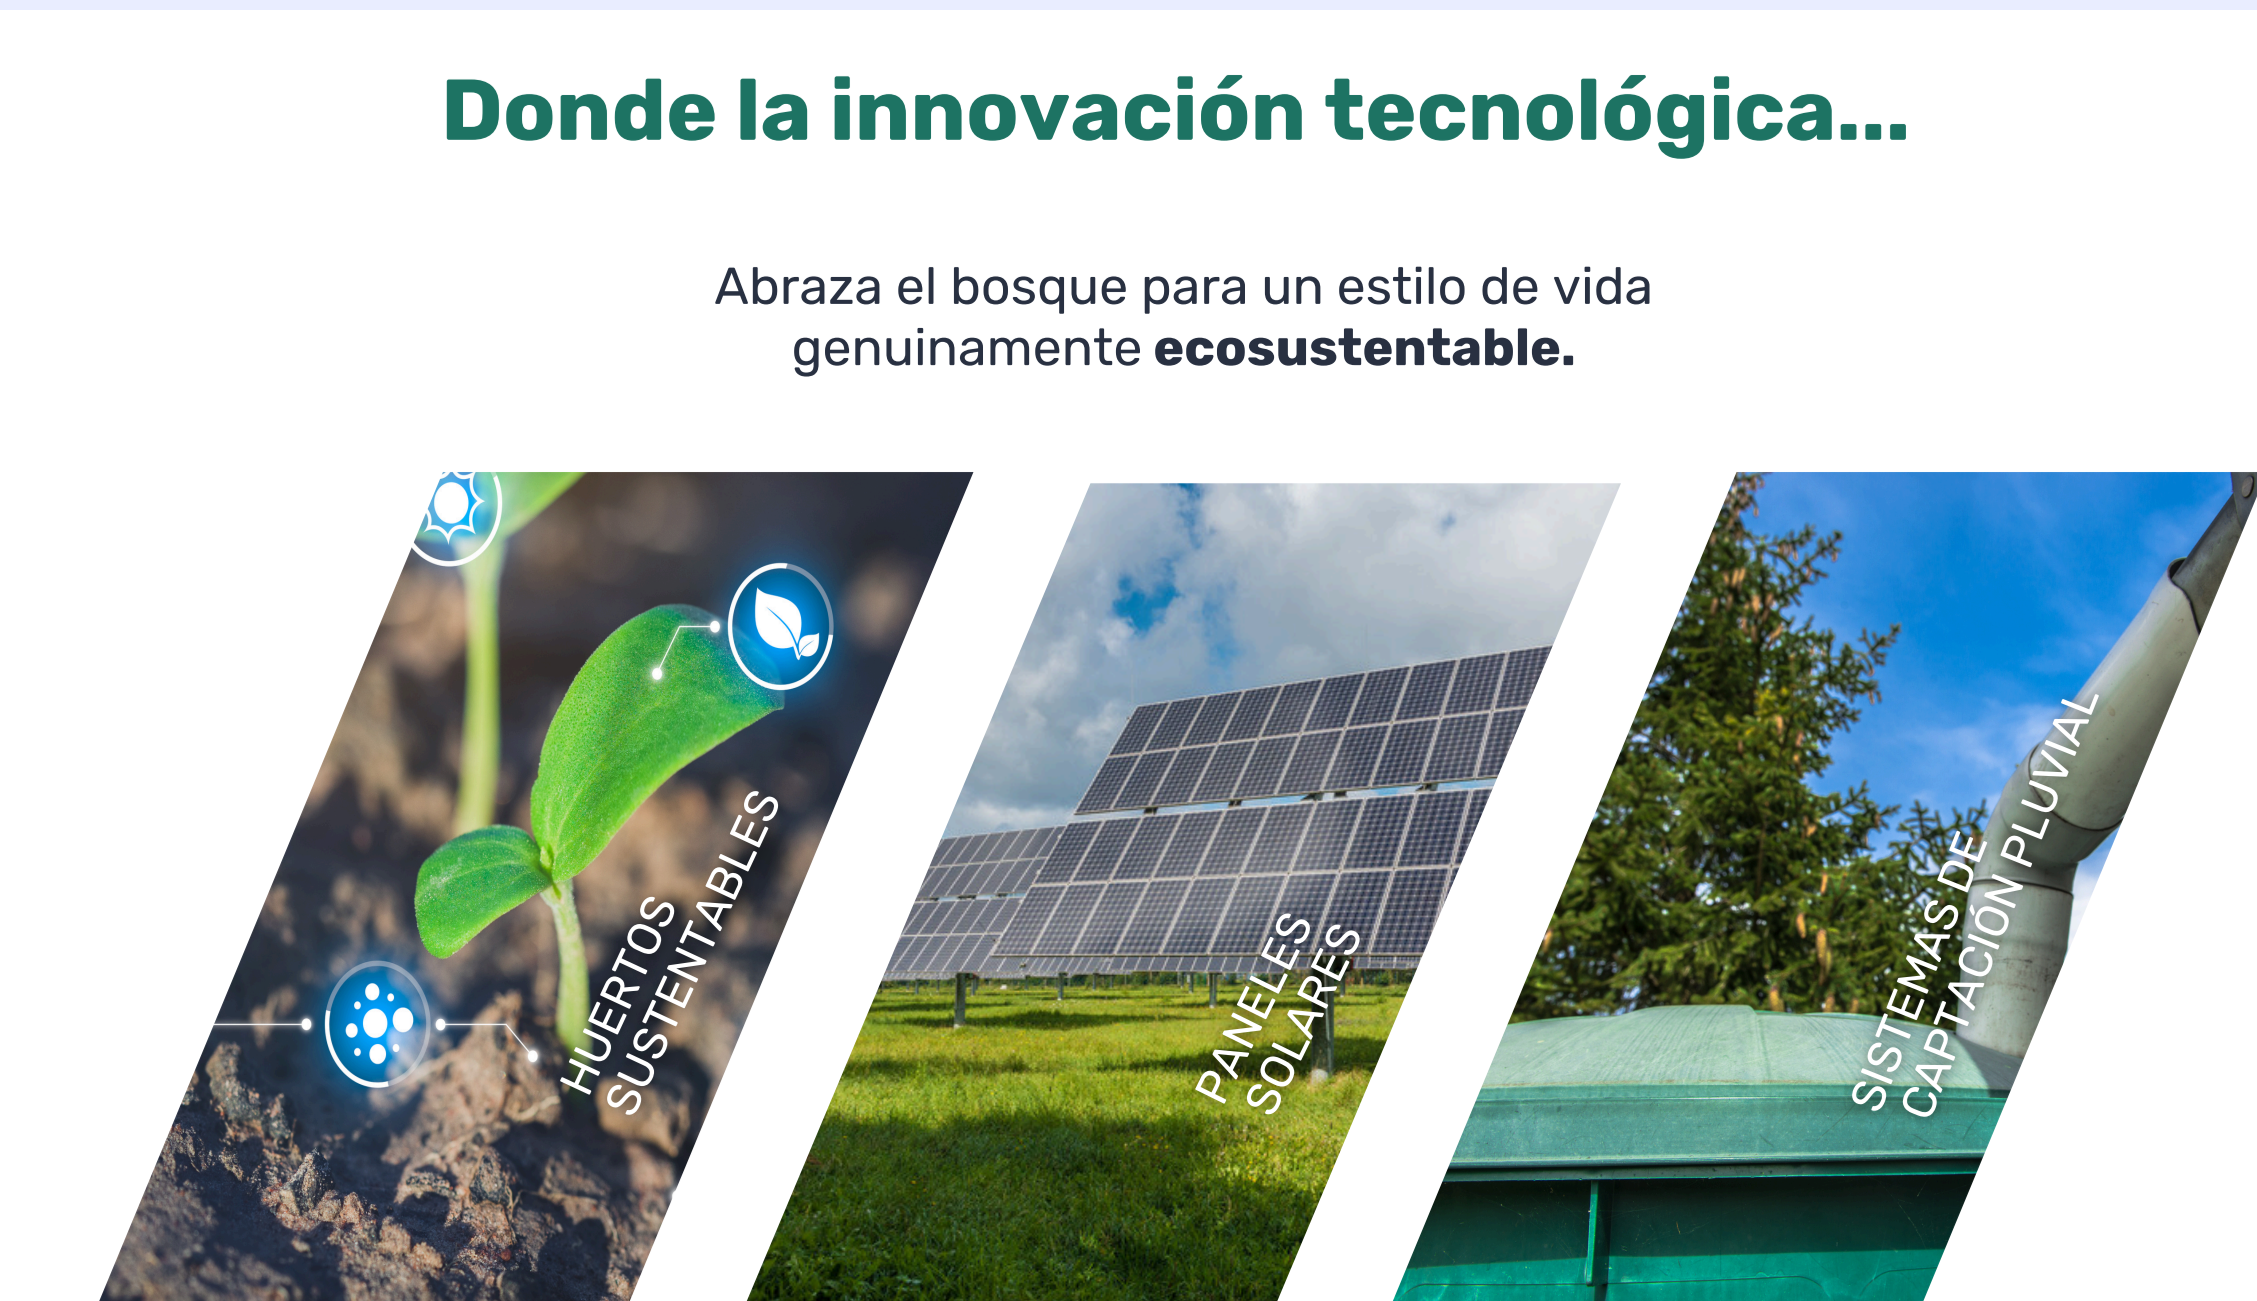 Donde la innovación tecnológica...
Abraza el bosque para un estilo de vida
genuinamente ecosustentable.
HUERTOS
SUSTENTABLES
PANELES
SOLARES
SISTEMAS DE
CAPTACIÓN PLUVIAL